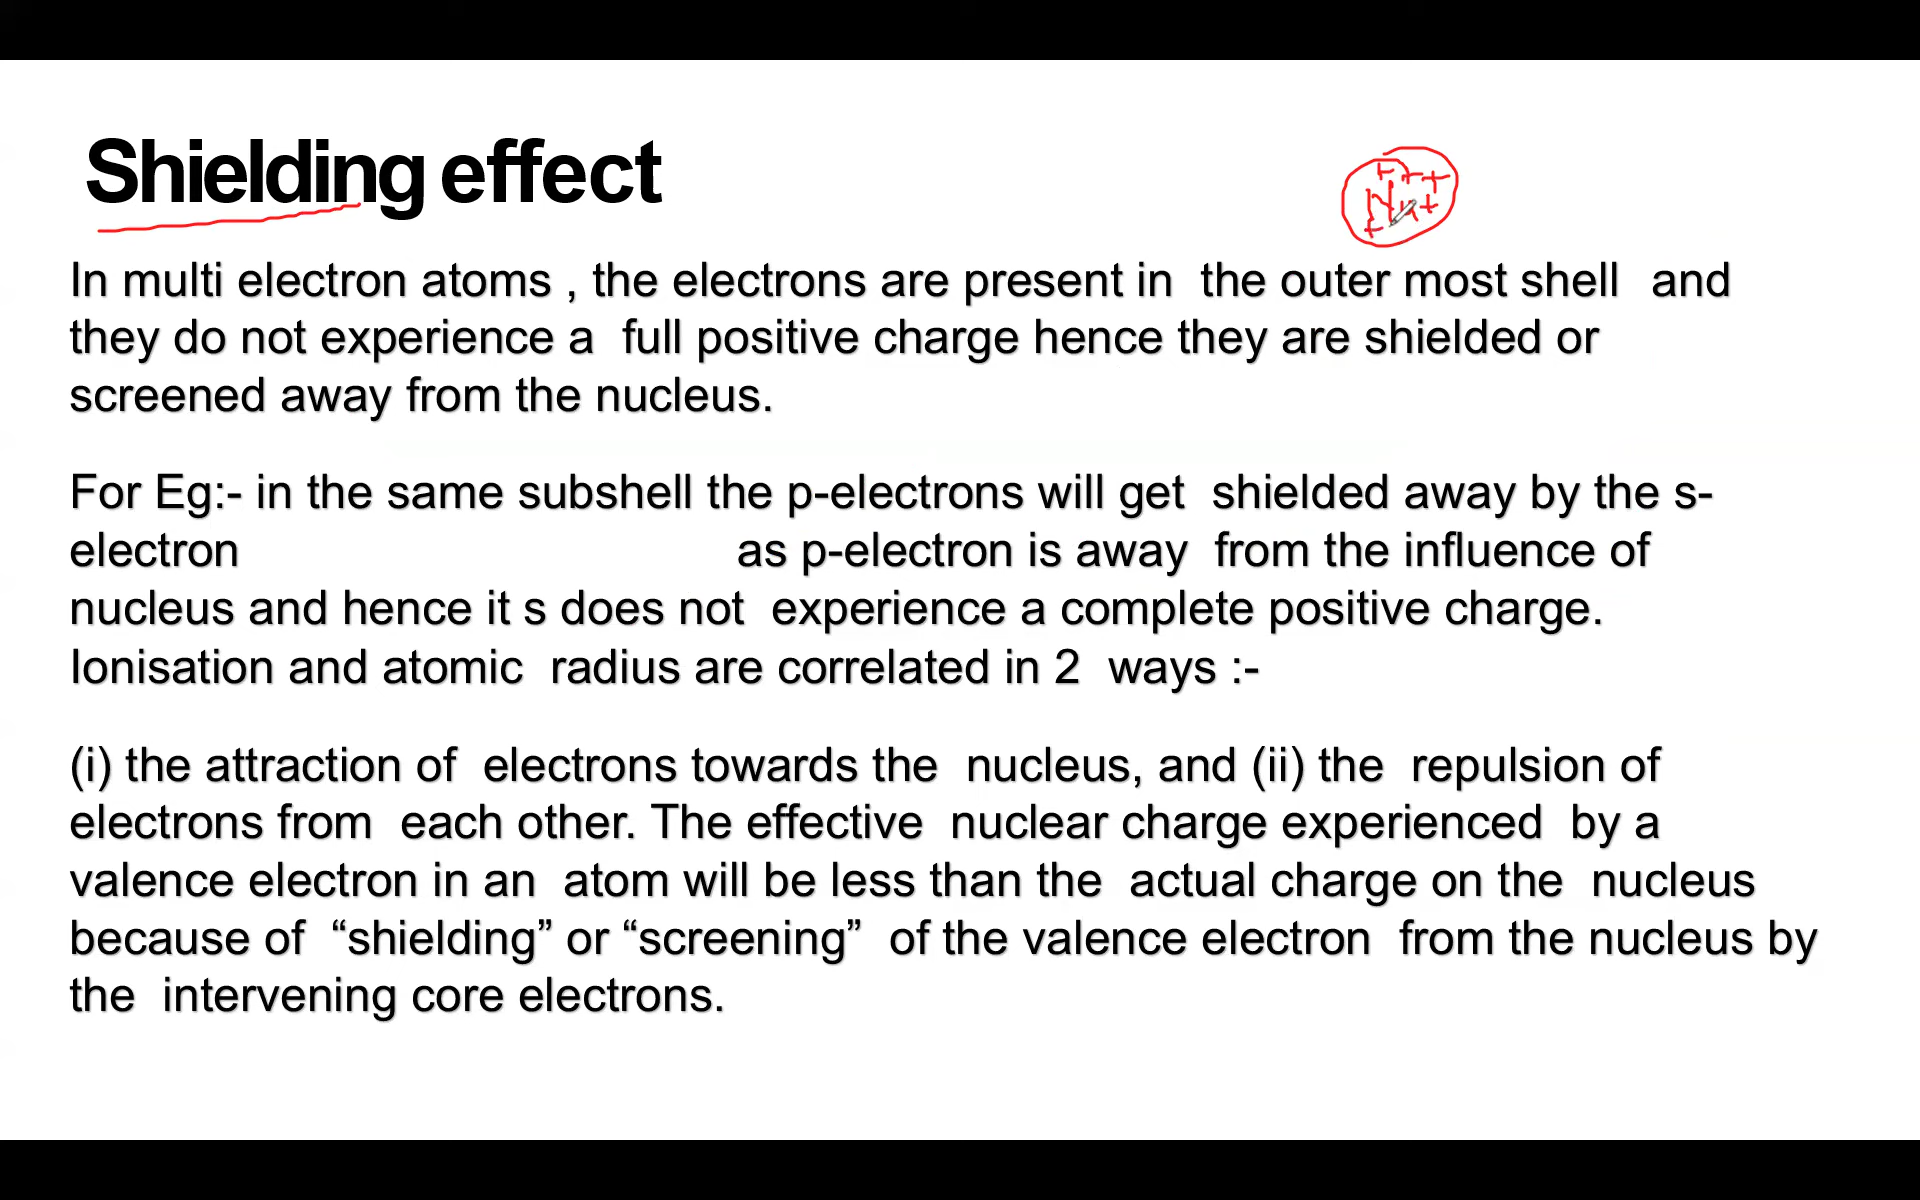 Shielding effect
Nu
In multi electron atoms , the electrons are present in the outer most shell and
they do not experience a full positive charge hence they are shielded or
screened away from the nucleus.
For Eg:- in the same subshell the p-electrons will get shielded away by the s-
electron as p-electron is away from the influence of
nucleus and hence it s does not experience a complete positive charge.
Ionisation and atomic radius are correlated in 2 ways :-
(i) the attraction of electrons towards the nucleus, and (ii) the repulsion of
electrons from each other. The effective nuclear charge experienced by a
valence electron in an atom will be less than the actual charge on the nucleus
because of “shielding” or “screening” of the valence electron from the nucleus by
the intervening core electrons.